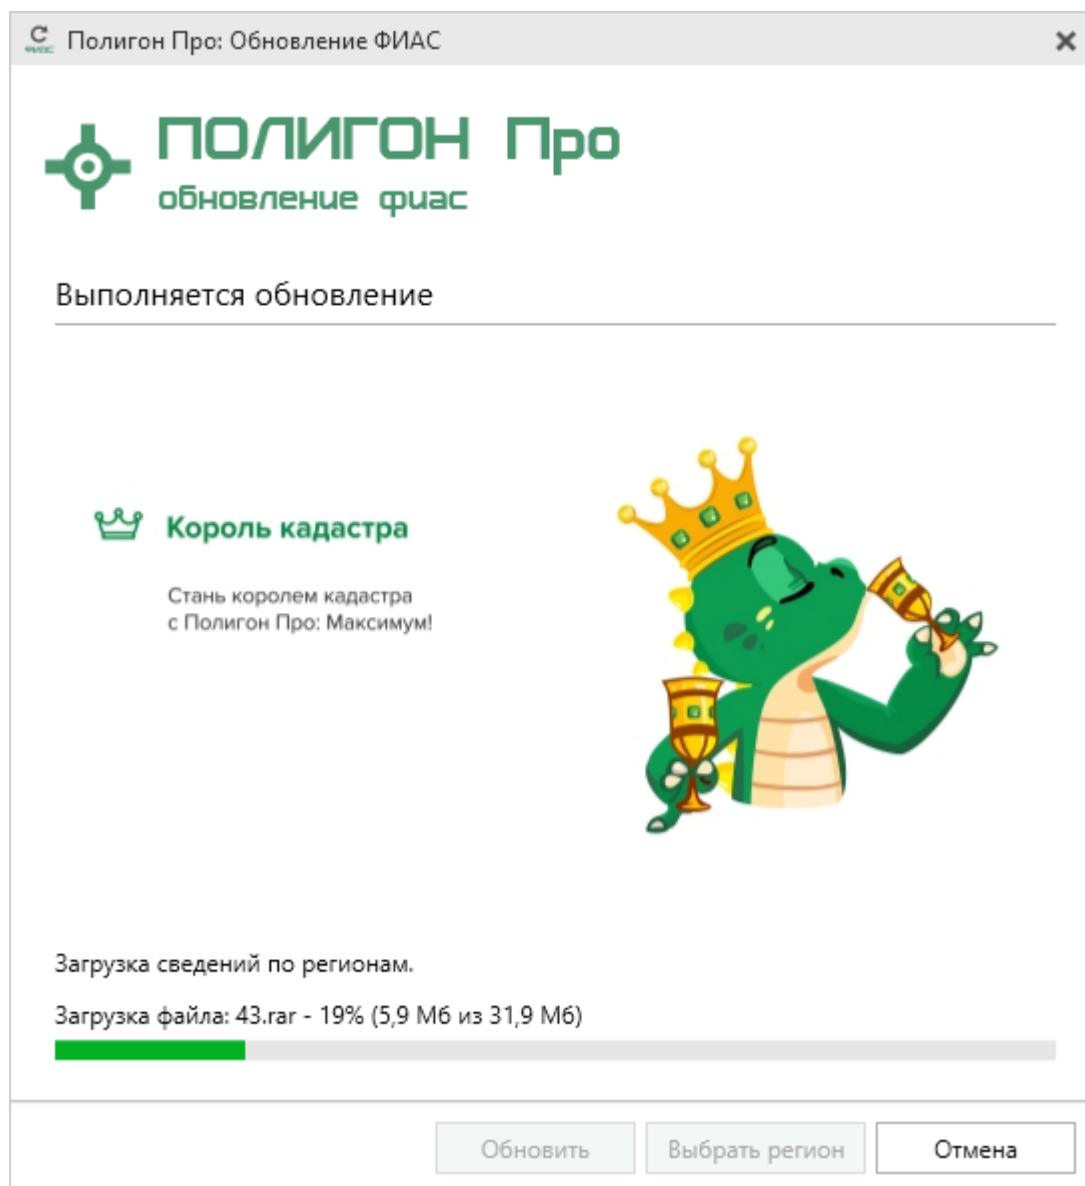 ФИАС
Полигон Про: Обновление ФИАС
ПОЛИГОН Про
обновление фиас
Выполняется обновление
Король кадастра
Стань королем кадастра
с Полигон Про: Максимум!
Загрузка сведений по регионам.
Загрузка файла: 43.rar - 19% (5,9 Мб из 31,9 Мб)
Обновить
Выбрать регион
Отмена